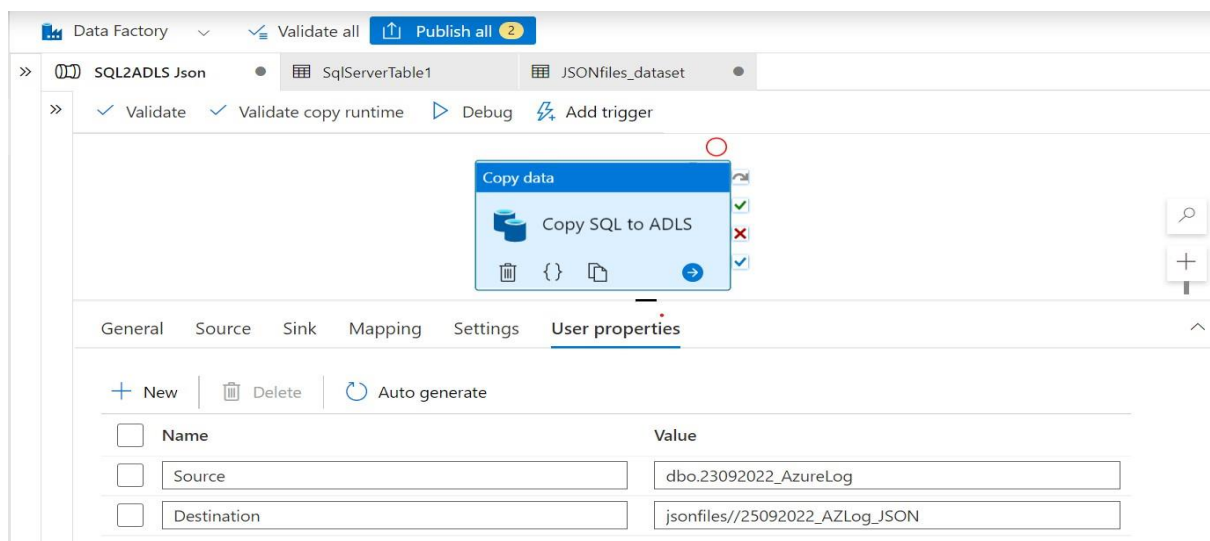 Data Factory Validate all Publish all 2
SQL2ADLS Json SqlServerTable1 JSONfiles_dataset
Validate Validate copy runtime Debug Add trigger
Copy data
Copy SQL to ADLS
{}
General Source Sink Mapping Settings User properties
New Delete Auto generate
Name Value
Source dbo.23092022_AzureLog
Destination jsonfiles//25092022_AZLog_JSON